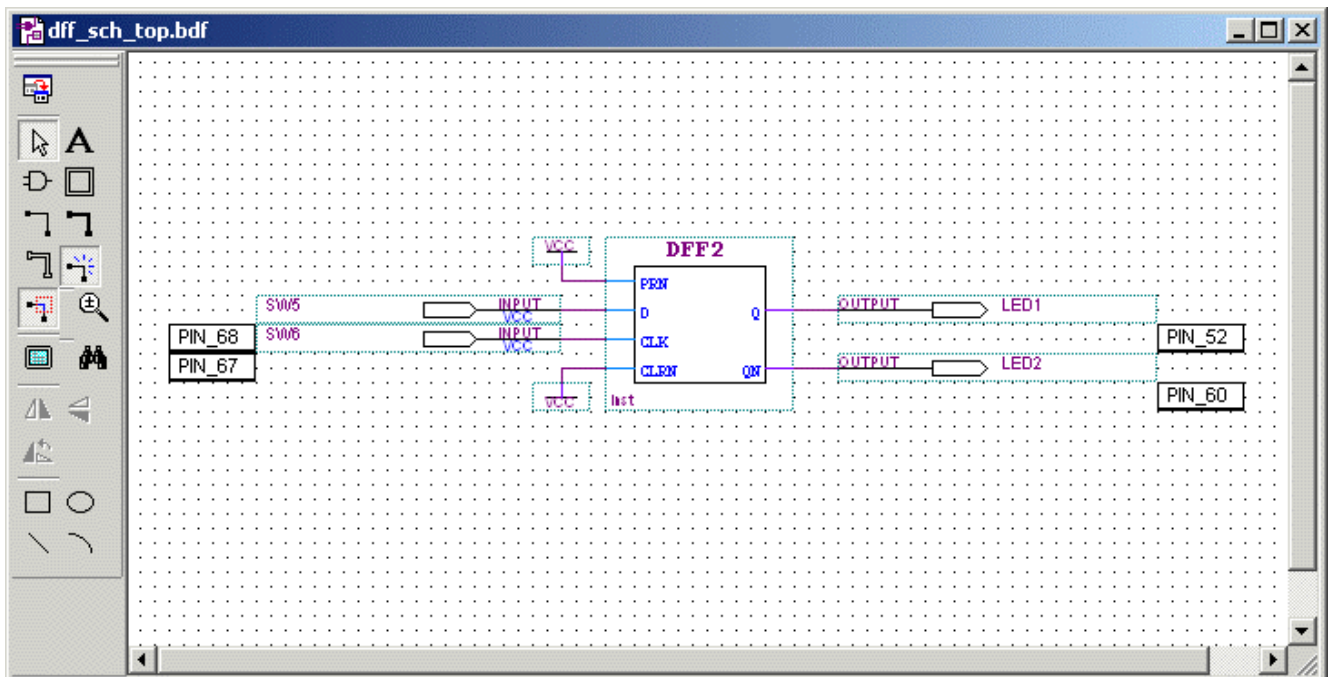 dff_sch_top.bdf
A
VCC
DFF2
PRN
SW5 INPUT OUTPUT LED1
VCC
D Q
PIN_68 SW6 INPUT PIN_52
VCC
CLK
PIN_67 OUTPUT LED2
CLRN QN
VCC inst PIN_60